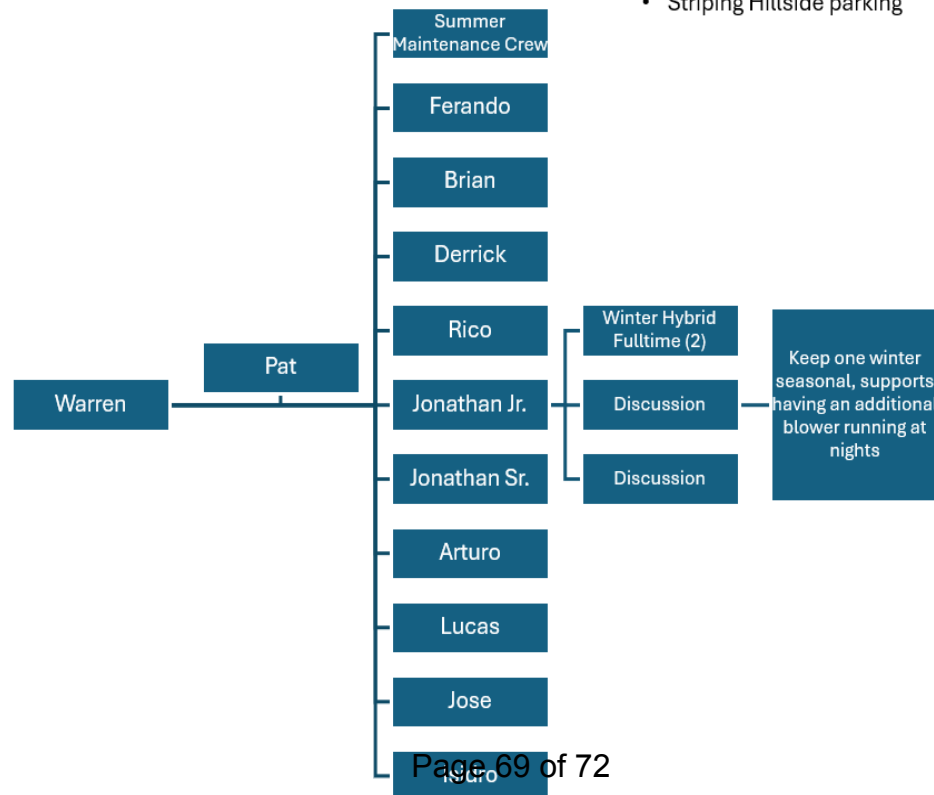 • Striping Hillside parking
Summer
Maintenance Crew
Ferando
Brian
Derrick
Rico
Winter Hybrid
Fulltime (2)
Pat
Keep one winter
seasonal, supports
having an additional
blower running at
nights
Warren
Jonathan Jr.
Discussion
Jonathan Sr.
Discussion
Arturo
Lucas
Jose
Isidro
Page 69 of 72